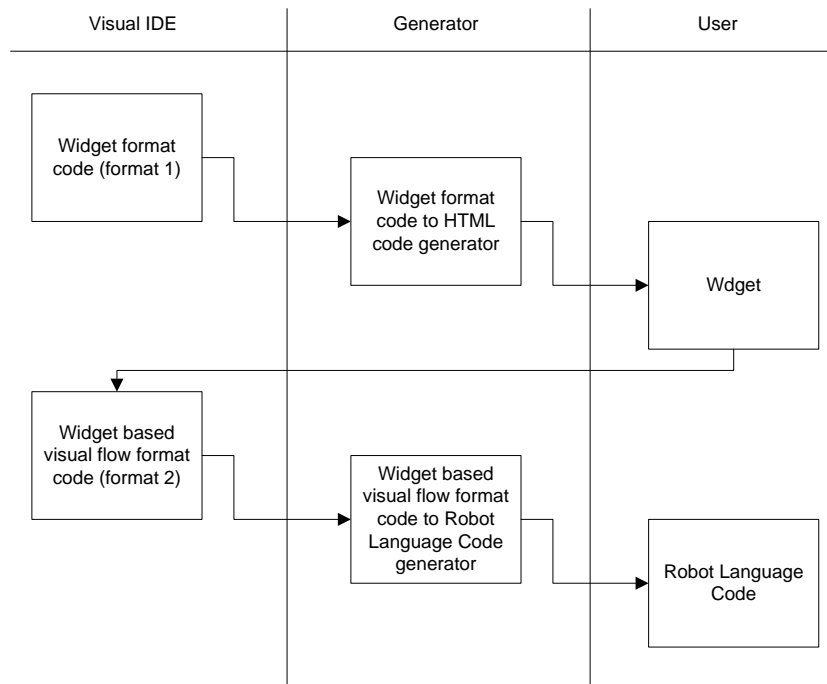 Visual IDE
Generator
User
Widget format
code (format 1)
Widget format
code to HTML
code generator
Wdget
Widget based
visual flow format
code (format 2)
Widget based
visual flow format
code to Robot
Language Code
generator
Robot Language
Code